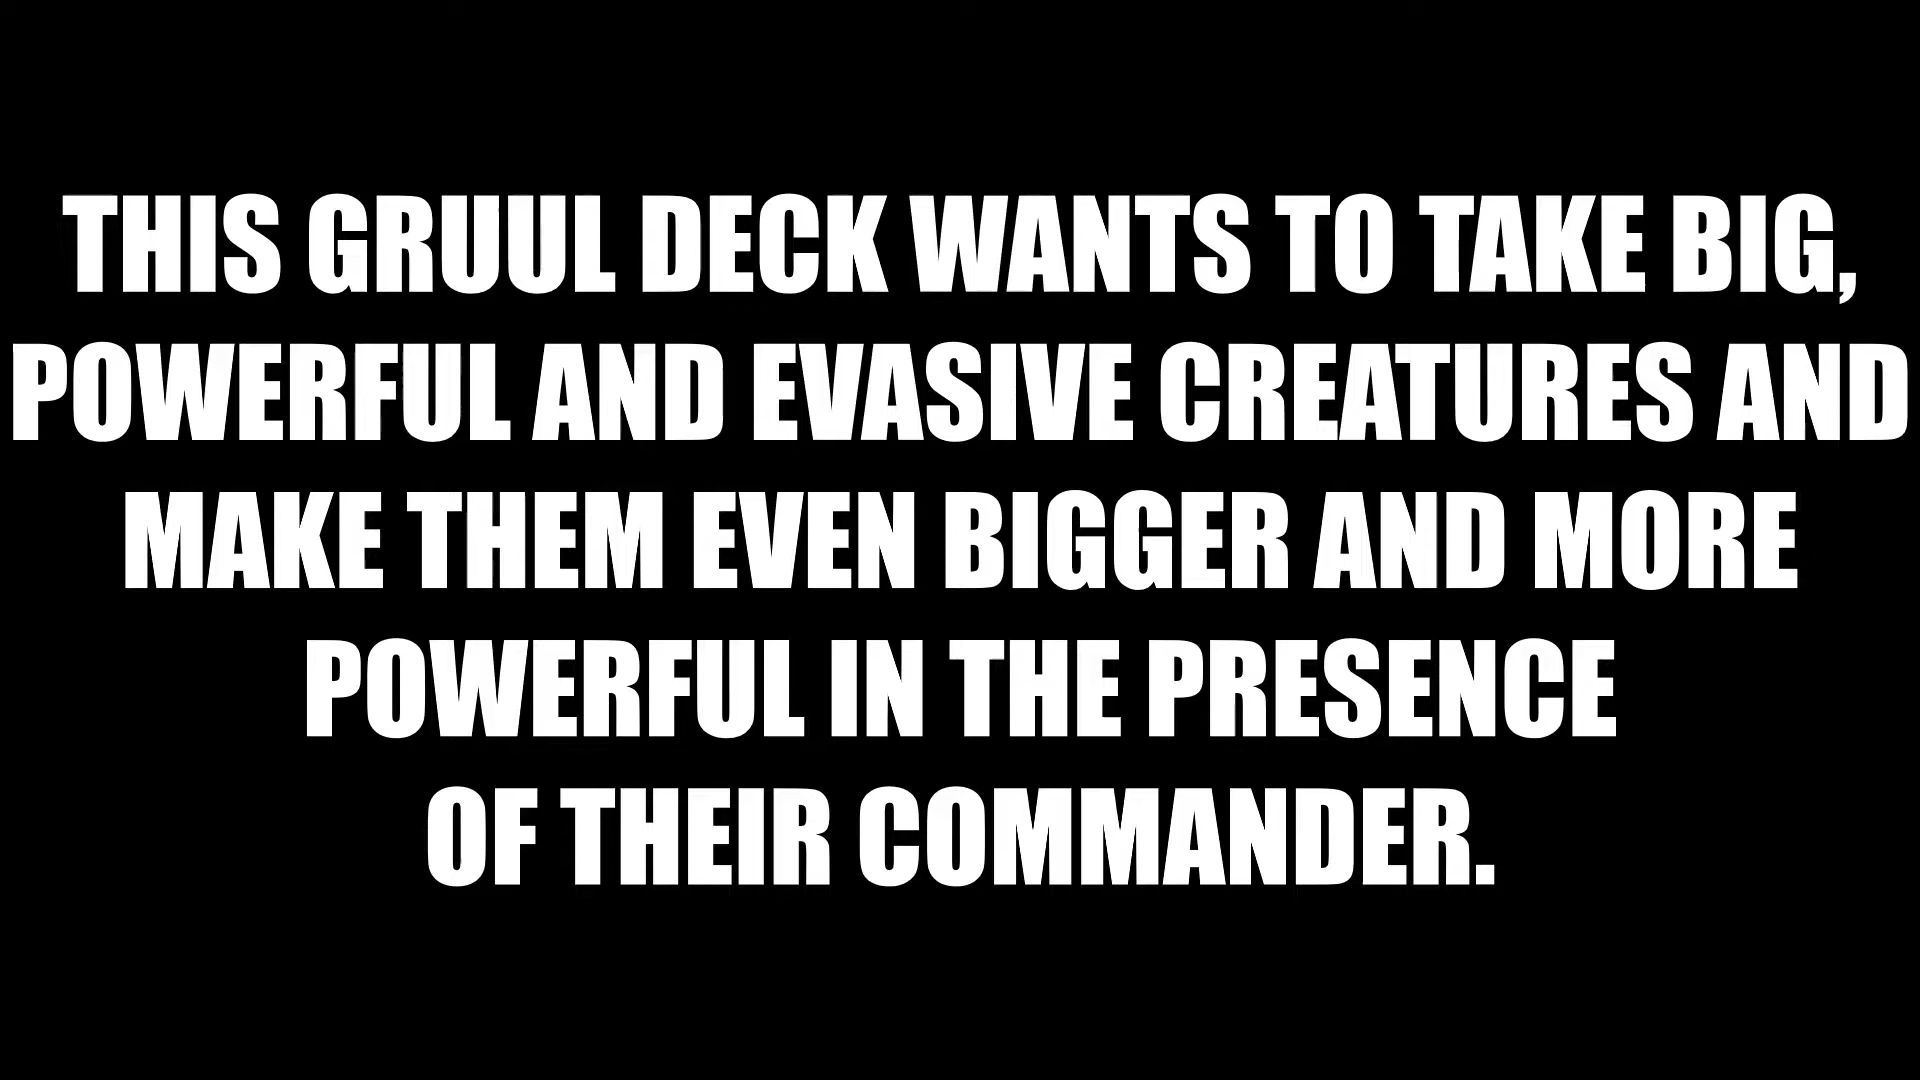 THIS GRUUL DECK WANTS TO TAKE BIG,
POWERFUL AND EVASIVE CREATURES AND
MAKE THEM EVEN BIGGER AND MORE
POWERFUL IN THE PRESENCE
OF THEIR COMMANDER.